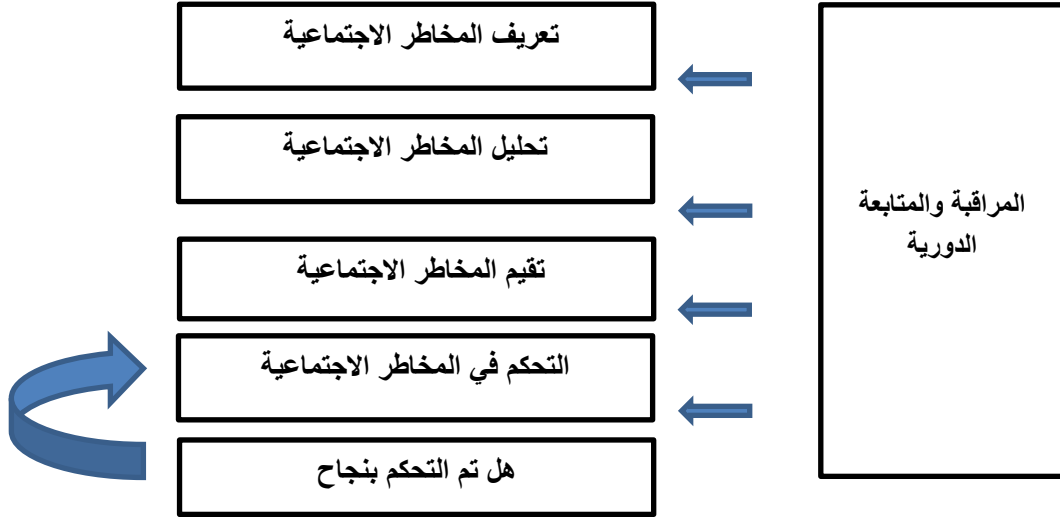 تعريف المخاطر الاجتماعية
تحليل المخاطر الاجتماعية
تقيم المخاطر الاجتماعية
التحكم في المخاطر الاجتماعية
هل تم التحكم بنجاح
المراقبة والمتابعة
الدورية